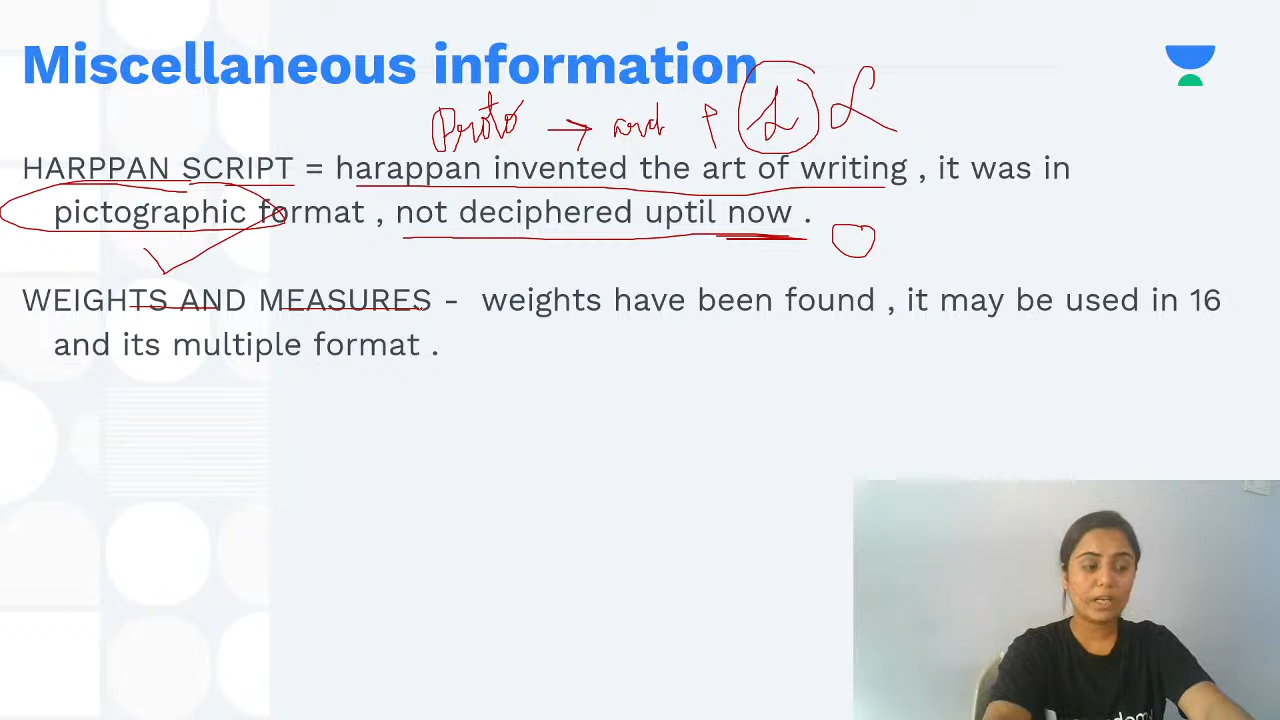 Miscellaneous information
Proto → and
HARPPAN SCRIPT = harappan invented the art of writing , it was in
pictographic format , not deciphered uptil now .
WEIGHTS AND MEASURES - weights have been found , it may be used in 16
and its multiple format .